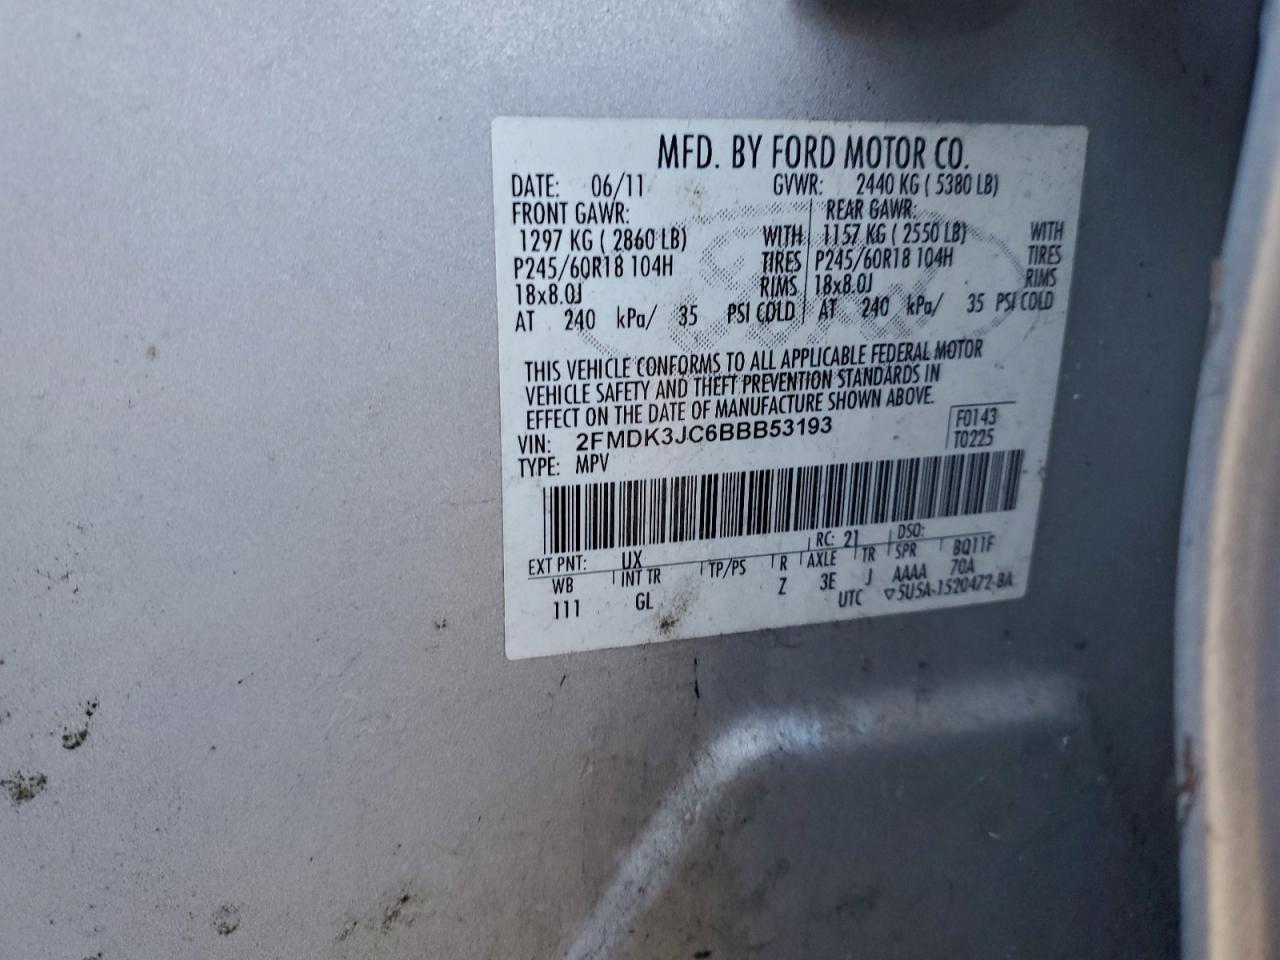 MFD. BY FORD MOTOR CO.
DATE: 06/11 GVWR: 2440 KG ( 5380 LB)
FRONT GAWR: REAR GAWR:
1297 KG ( 2860 LB) WITH 1157 KG ( 2550 LB) WITH
P245/60R18 104H TIRES P245/60R18 104H TIRES
18x8.0J RIMS 18x8.0J RIMS
AT 240 kPa/ 35 PSI COLD AT 240 kPa/ 35 PSI COLD
THIS VEHICLE CONFORMS TO ALL APPLICABLE FEDERAL MOTOR
VEHICLE SAFETY AND THEFT PREVENTION STANDARDS IN
EFFECT ON THE DATE OF MANUFACTURE SHOWN ABOVE.
VIN: 2FMDK3JC6BBB53193 F0143
TYPE: MPV T0225
EXT PNT: UX RC: 21 DSO:
WB INT TR TP/PS R AXLE TR SPR BQ11F
111 GL Z 3E J AAAA 70A
UTC ▽5U5A-1520472-BA